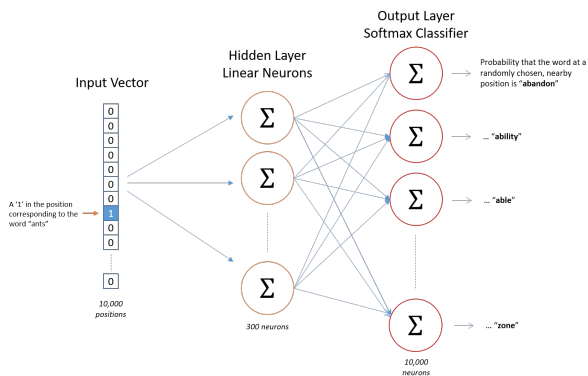 Output Layer
Softmax Classifier
Hidden Layer
Linear Neurons
Input Vector
0
0
0
0
0
0
0
1
0
0
0
A ‘1’ in the position
corresponding to the
word “ants”
10,000
positions
Σ
Σ
Σ
300 neurons
Σ
Σ
Σ
Σ
10,000
neurons
Probability that the word at a
randomly chosen, nearby
position is “abandon”
... “ability”
... “able”
... “zone”